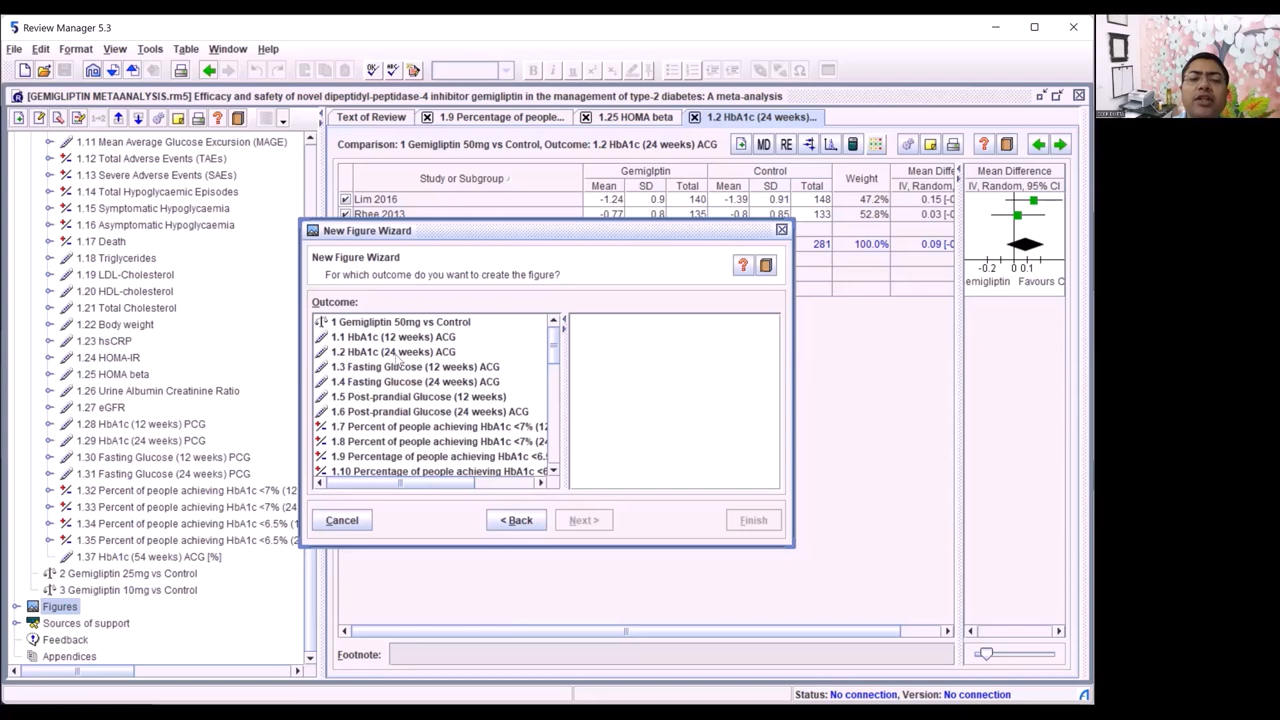 Review Manager 5.3
File Edit Format View Tools Table Window Help
[GEMIGLIPTIN METAANALYSIS.rm5] Efficacy and safety of novel dipeptidyl-peptidase-4 inhibitor gemigliptin in the management of type-2 diabetes: A meta-analysis
Text of Review
1.9 Percentage of people...
1.25 HOMA beta
1.2 HbA1c (24 weeks)...
1.11 Mean Average Glucose Excursion (MAGE)
1.12 Total Adverse Events (TAEs)
1.13 Severe Adverse Events (SAEs)
1.14 Total Hypoglycaemic Episodes
1.15 Symptomatic Hypoglycaemia
1.16 Asymptomatic Hypoglycaemia
1.17 Death
1.18 Triglycerides
1.19 LDL-Cholesterol
1.20 HDL-cholesterol
1.21 Total Cholesterol
1.22 Body weight
1.23 hsCRP
1.24 HOMA-IR
1.25 HOMA beta
1.26 Urine Albumin Creatinine Ratio
1.27 eGFR
1.28 HbA1c (12 weeks) PCG
1.29 HbA1c (24 weeks) PCG
1.30 Fasting Glucose (12 weeks) PCG
1.31 Fasting Glucose (24 weeks) PCG
1.32 Percent of people achieving HbA1c <7% (12
1.33 Percent of people achieving HbA1c <7% (24
1.34 Percent of people achieving HbA1c <6.5% (1
1.35 Percent of people achieving HbA1c <6.5% (2
1.37 HbA1c (54 weeks) ACG [%]
2 Gemigliptin 25mg vs Control
3 Gemigliptin 10mg vs Control
Figures
Sources of support
Feedback
Appendices
Comparison: 1 Gemigliptin 50mg vs Control, Outcome: 1.2 HbA1c (24 weeks) ACG
MD RE
Study or Subgroup Gemiglptin Control Weight Mean Diffe Mean Difference
Mean SD Total Mean SD Total IV, Random, IV, Random, 95% CI
Lim 2016 -1.24 0.9 140 -1.39 0.91 148 47.2% 0.15 [-0
Rhee 2013 -0.77 0.8 135 -0.8 0.85 133 52.8% 0.03 [-0
281 100.0% 0.09 [-0
-0.2 0 0.1
emigliptin Favours C
New Figure Wizard
New Figure Wizard
For which outcome do you want to create the figure?
Outcome:
1 Gemigliptin 50mg vs Control
1.1 HbA1c (12 weeks) ACG
1.2 HbA1c (24 weeks) ACG
1.3 Fasting Glucose (12 weeks) ACG
1.4 Fasting Glucose (24 weeks) ACG
1.5 Post-prandial Glucose (12 weeks)
1.6 Post-prandial Glucose (24 weeks) ACG
1.7 Percent of people achieving HbA1c <7% (12
1.8 Percent of people achieving HbA1c <7% (24
1.9 Percentage of people achieving HbA1c <6.
1.10 Percentage of people achieving HbA1c <6
Cancel < Back Next > Finish
Footnote:
Status: No connection, Version: No connection